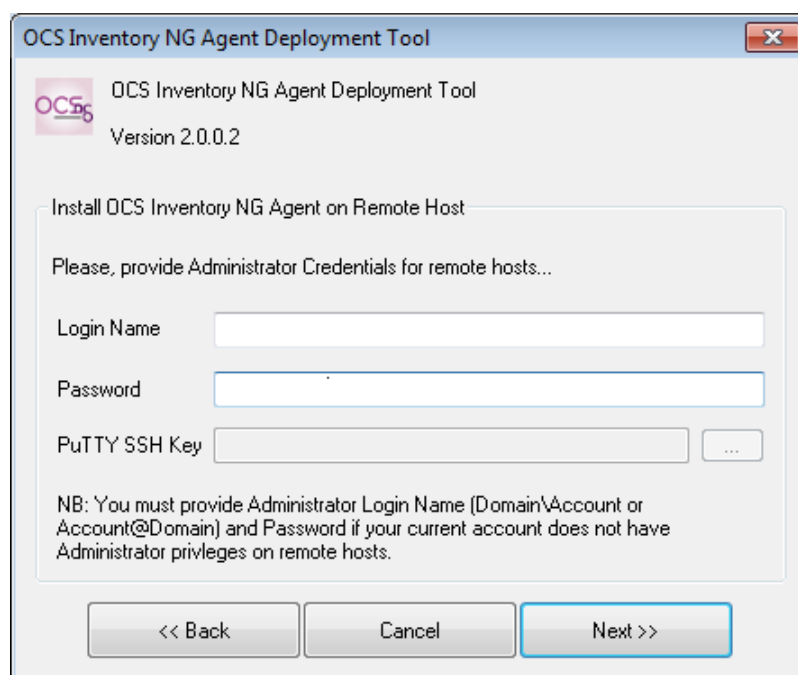 OCS Inventory NG Agent Deployment Tool
OCSng
OCS Inventory NG Agent Deployment Tool
Version 2.0.0.2
Install OCS Inventory NG Agent on Remote Host
Please, provide Administrator Credentials for remote hosts...
Login Name
Password
PuTTY SSH Key
...
NB: You must provide Administrator Login Name (Domain\Account or
Account@Domain) and Password if your current account does not have
Administrator privleges on remote hosts.
<< Back
Cancel
Next >>